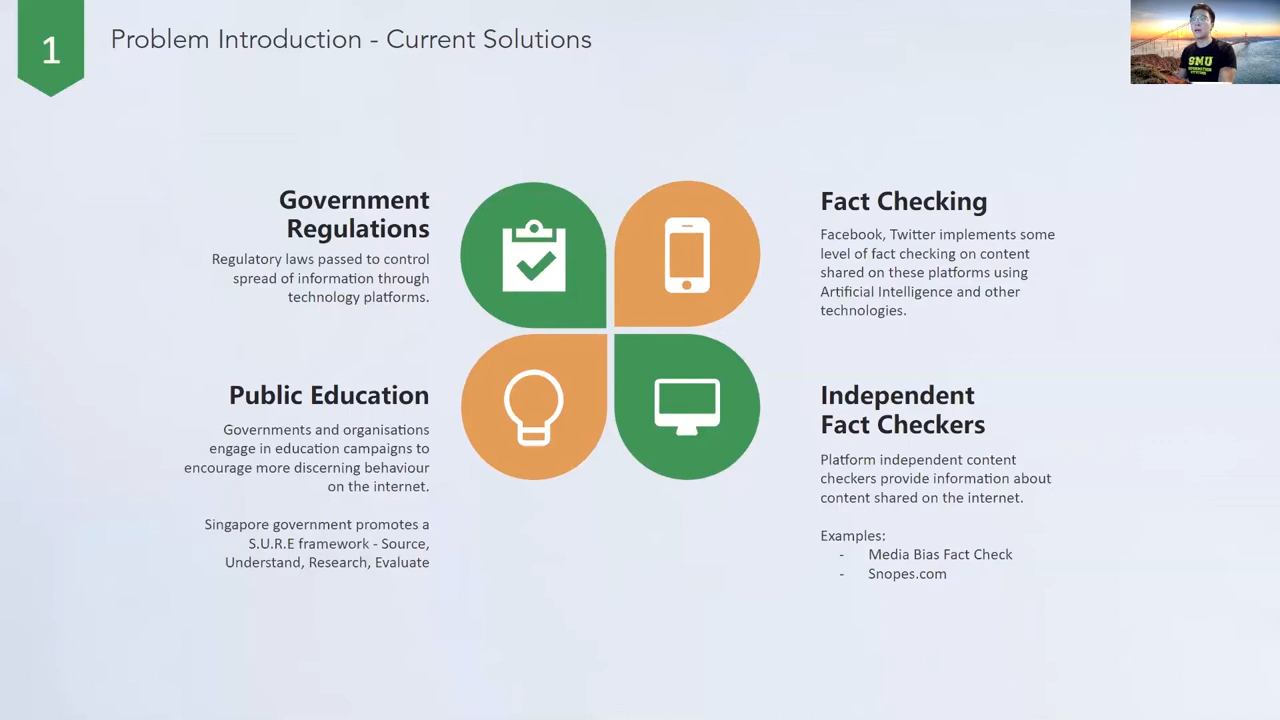 1
Problem Introduction - Current Solutions
SMU
Government
Regulations
Regulatory laws passed to control
spread of information through
technology platforms.
Fact Checking
Facebook, Twitter implements some
level of fact checking on content
shared on these platforms using
Artificial Intelligence and other
technologies.
Public Education
Governments and organisations
engage in education campaigns to
encourage more discerning behaviour
on the internet.
Singapore government promotes a
S.U.R.E framework - Source,
Understand, Research, Evaluate
Independent
Fact Checkers
Platform independent content
checkers provide information about
content shared on the internet.
Examples:
- Media Bias Fact Check
- Snopes.com